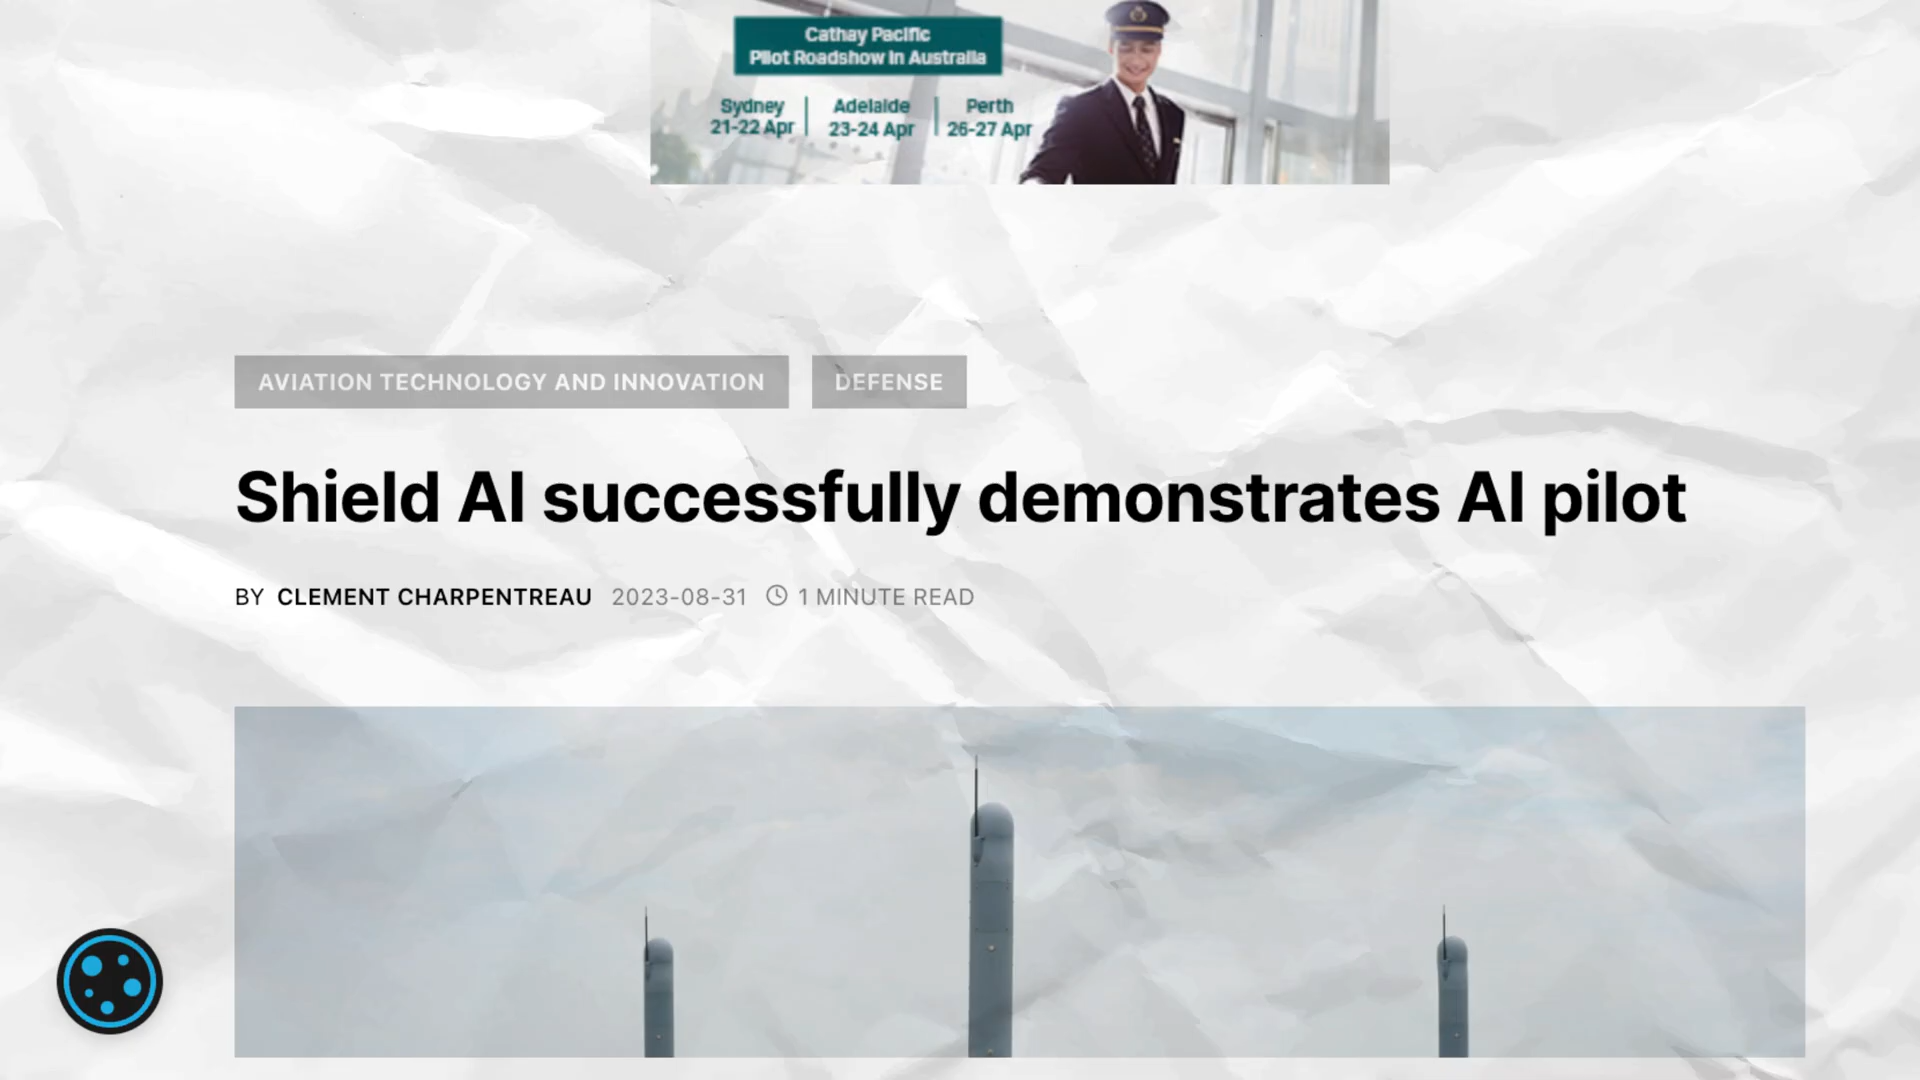 Cathay Pacific
Pilot Roadshow in Australia
Sydney
21-22 Apr
Adelaide
23-24 Apr
Perth
26-27 Apr
AVIATION TECHNOLOGY AND INNOVATION
DEFENSE
Shield AI successfully demonstrates AI pilot
BY CLEMENT CHARPENTREAU 2023-08-31 1 MINUTE READ